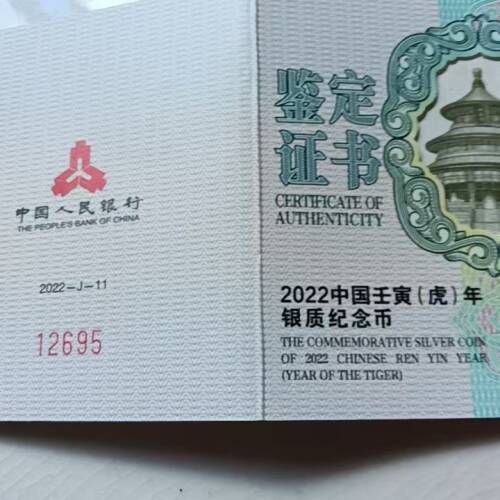 中国人民银行
THE PEOPLE'S BANK OF CHINA
2022-J-11
12695
鉴定
证书
CERTIFICATE OF
AUTHENTICITY
2022中国壬寅(虎)年
银质纪念币
THE COMMEMORATIVE SILVER COIN
OF 2022 CHINESE REN YIN YEAR
(YEAR OF THE TIGER)